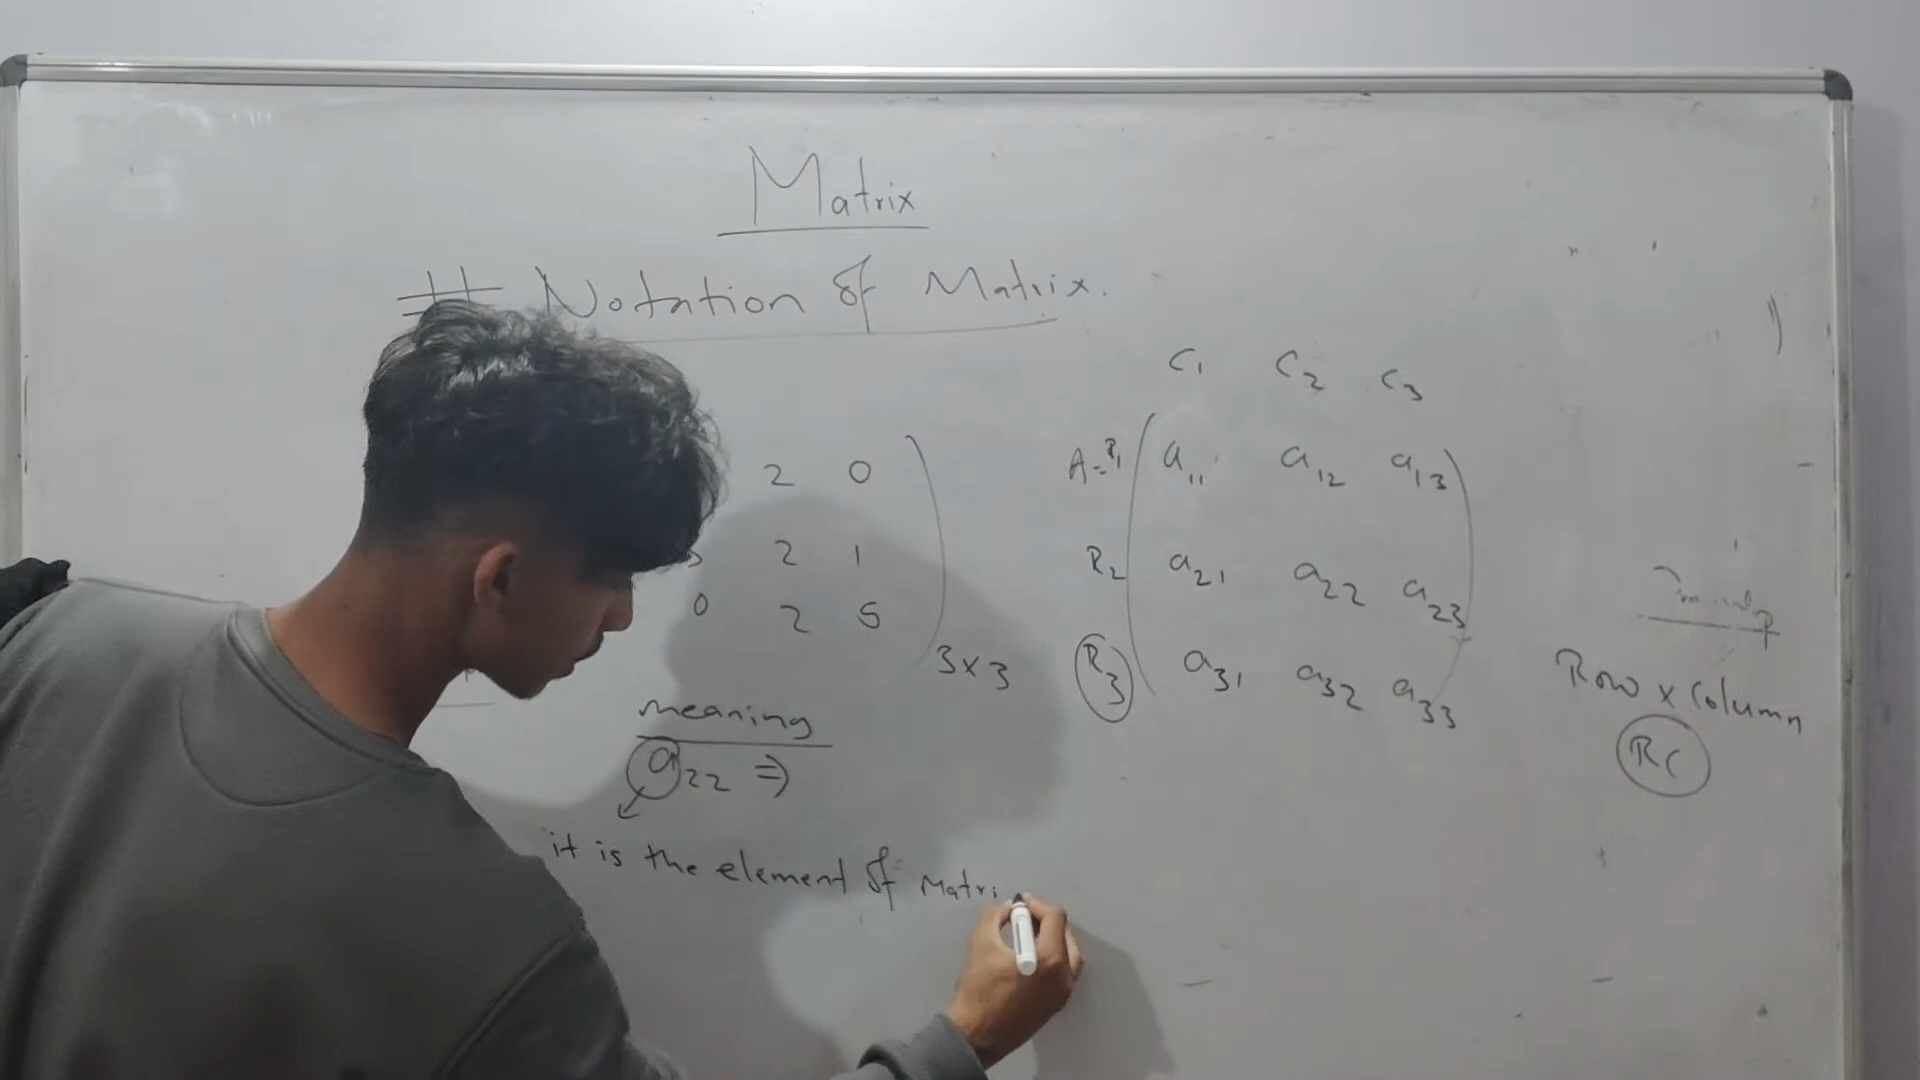 Matrix
# Notation of Matrix.
C1 C2 C3
2 0
A = R1 a11 a12 a13
2 1
R2 a21 a22 a23
0 2 5
3x3
R3 a31 a32 a33
Row x Column
RC
meaning
a22 ⇒
it is the element of Matri